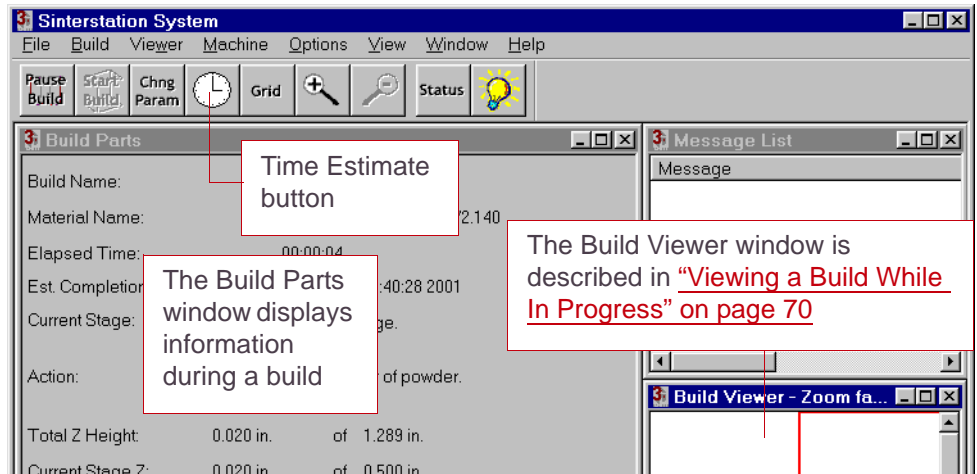 Sinterstation System
File Build Viewer Machine Options View Window Help
Pause Build
Start Build
Chng Param
Grid
Status
Build Parts
Message List
Message
Time Estimate
button
Build Name:
Material Name: 2.140
Elapsed Time: 00:00:04
Est. Completion :40:28 2001
Current Stage: ge.
Action: of powder.
The Build Parts
window displays
information
during a build
The Build Viewer window is
described in “Viewing a Build While
In Progress” on page 70
Build Viewer - Zoom fa...
Total Z Height: 0.020 in. of 1.289 in.
Current Stage Z: 0.020 in. of 0.500 in.